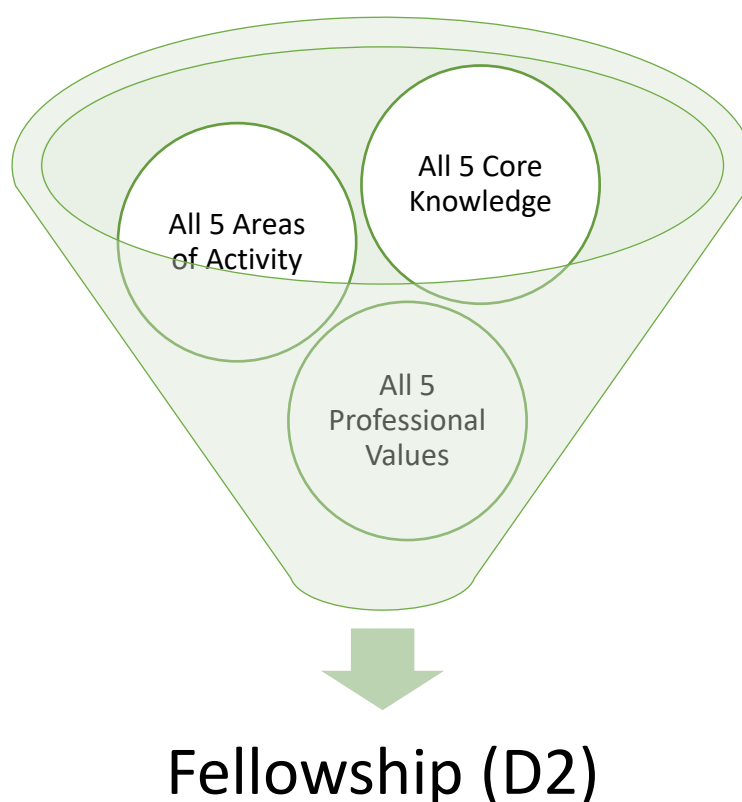 All 5 Core
Knowledge
All 5 Areas
of Activity
All 5
Professional
Values
Fellowship (D2)